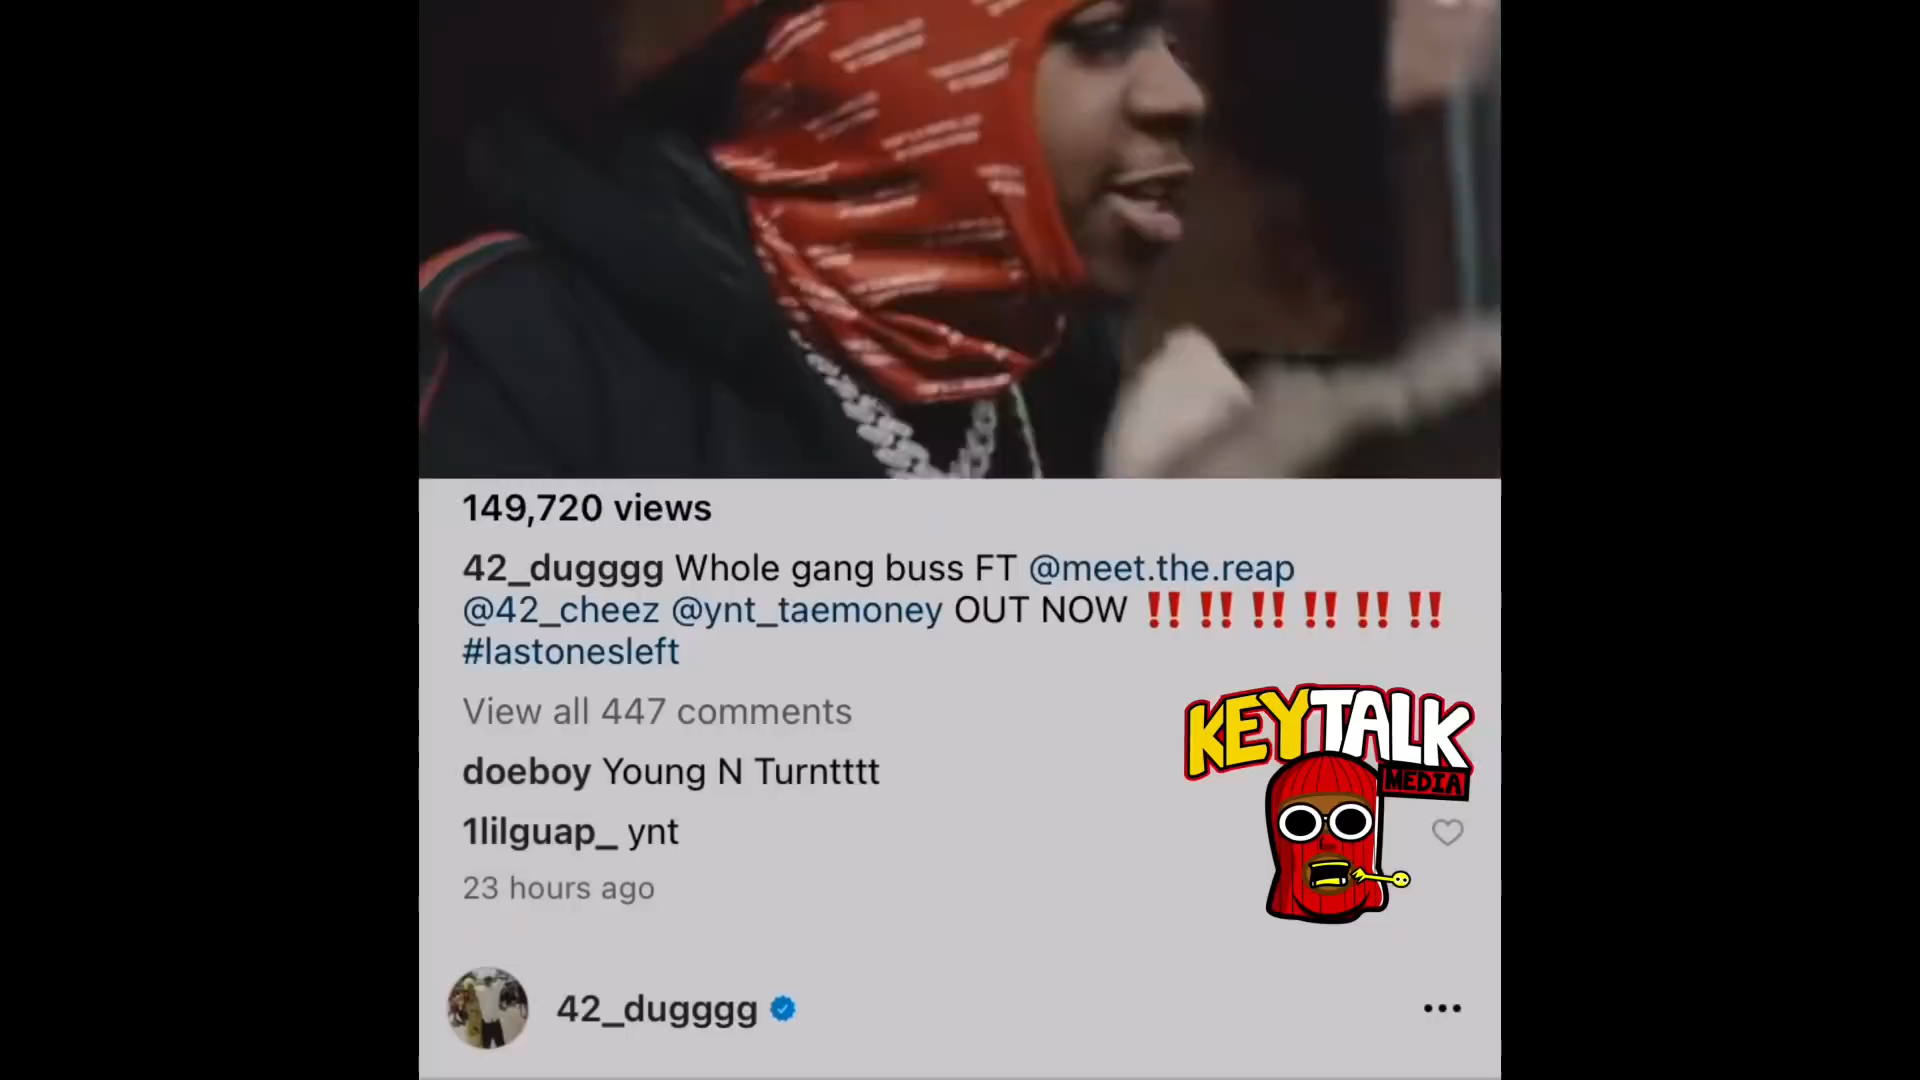 149,720 views
42_dugggg Whole gang buss FT @meet.the.reap
@42_cheez @ynt_taemoney OUT NOW ‼️ ‼️ ‼️ ‼️ ‼️ ‼️
#lastonesleft
View all 447 comments
doeboy Young N Turntttt
1lilguap_ ynt
23 hours ago
KEYTALK
MEDIA
42_dugggg